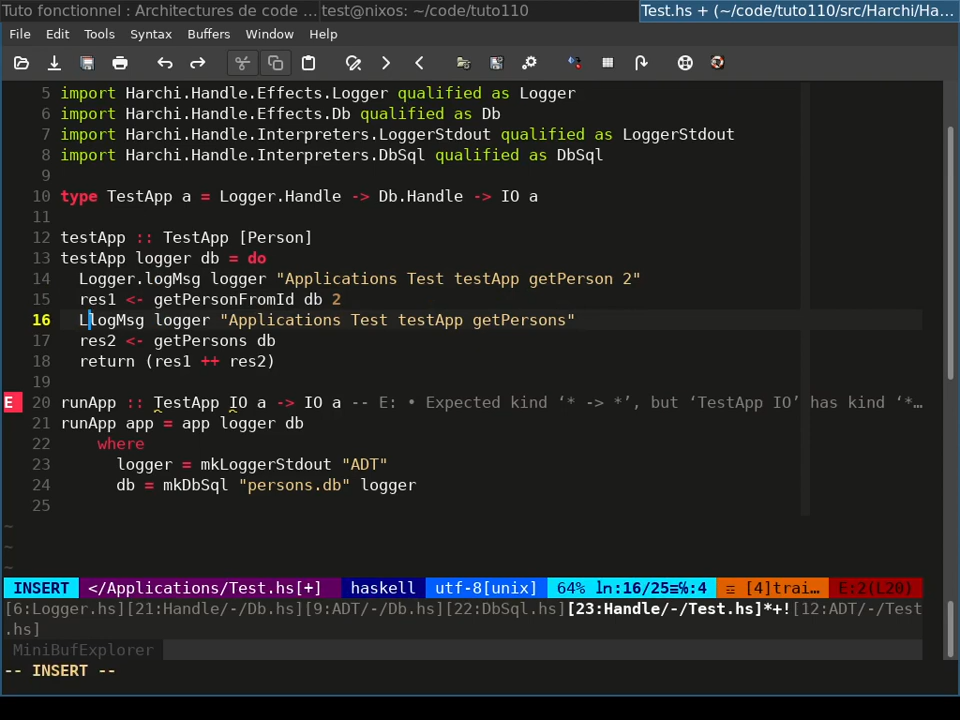 Tuto fonctionnel : Architectures de code ... test@nixos: ~/code/tuto110 Test.hs + (~/code/tuto110/src/Harchi/Ha...
File Edit Tools Syntax Buffers Window Help
5 import Harchi.Handle.Effects.Logger qualified as Logger
6 import Harchi.Handle.Effects.Db qualified as Db
7 import Harchi.Handle.Interpreters.LoggerStdout qualified as LoggerStdout
8 import Harchi.Handle.Interpreters.DbSql qualified as DbSql
9
10 type TestApp a = Logger.Handle -> Db.Handle -> IO a
11
12 testApp :: TestApp [Person]
13 testApp logger db = do
14 Logger.logMsg logger "Applications Test testApp getPerson 2"
15 res1 <- getPersonFromId db 2
16 LlogMsg logger "Applications Test testApp getPersons"
17 res2 <- getPersons db
18 return (res1 ++ res2)
19
E 20 runApp :: TestApp IO a -> IO a -- E: • Expected kind ‘* -> *’, but ‘TestApp IO’ has kind ‘*…
21 runApp app = app logger db
22 where
23 logger = mkLoggerStdout "ADT"
24 db = mkDbSql "persons.db" logger
25
~
~
~
INSERT </Applications/Test.hs[+] haskell utf-8[unix] 64% ln:16/25≡%:4 ☲ [4]trai… E:2(L20)
[6:Logger.hs][21:Handle/-/Db.hs][9:ADT/-/Db.hs][22:DbSql.hs][23:Handle/-/Test.hs]*+![12:ADT/-/Test
.hs]
MiniBufExplorer
-- INSERT --